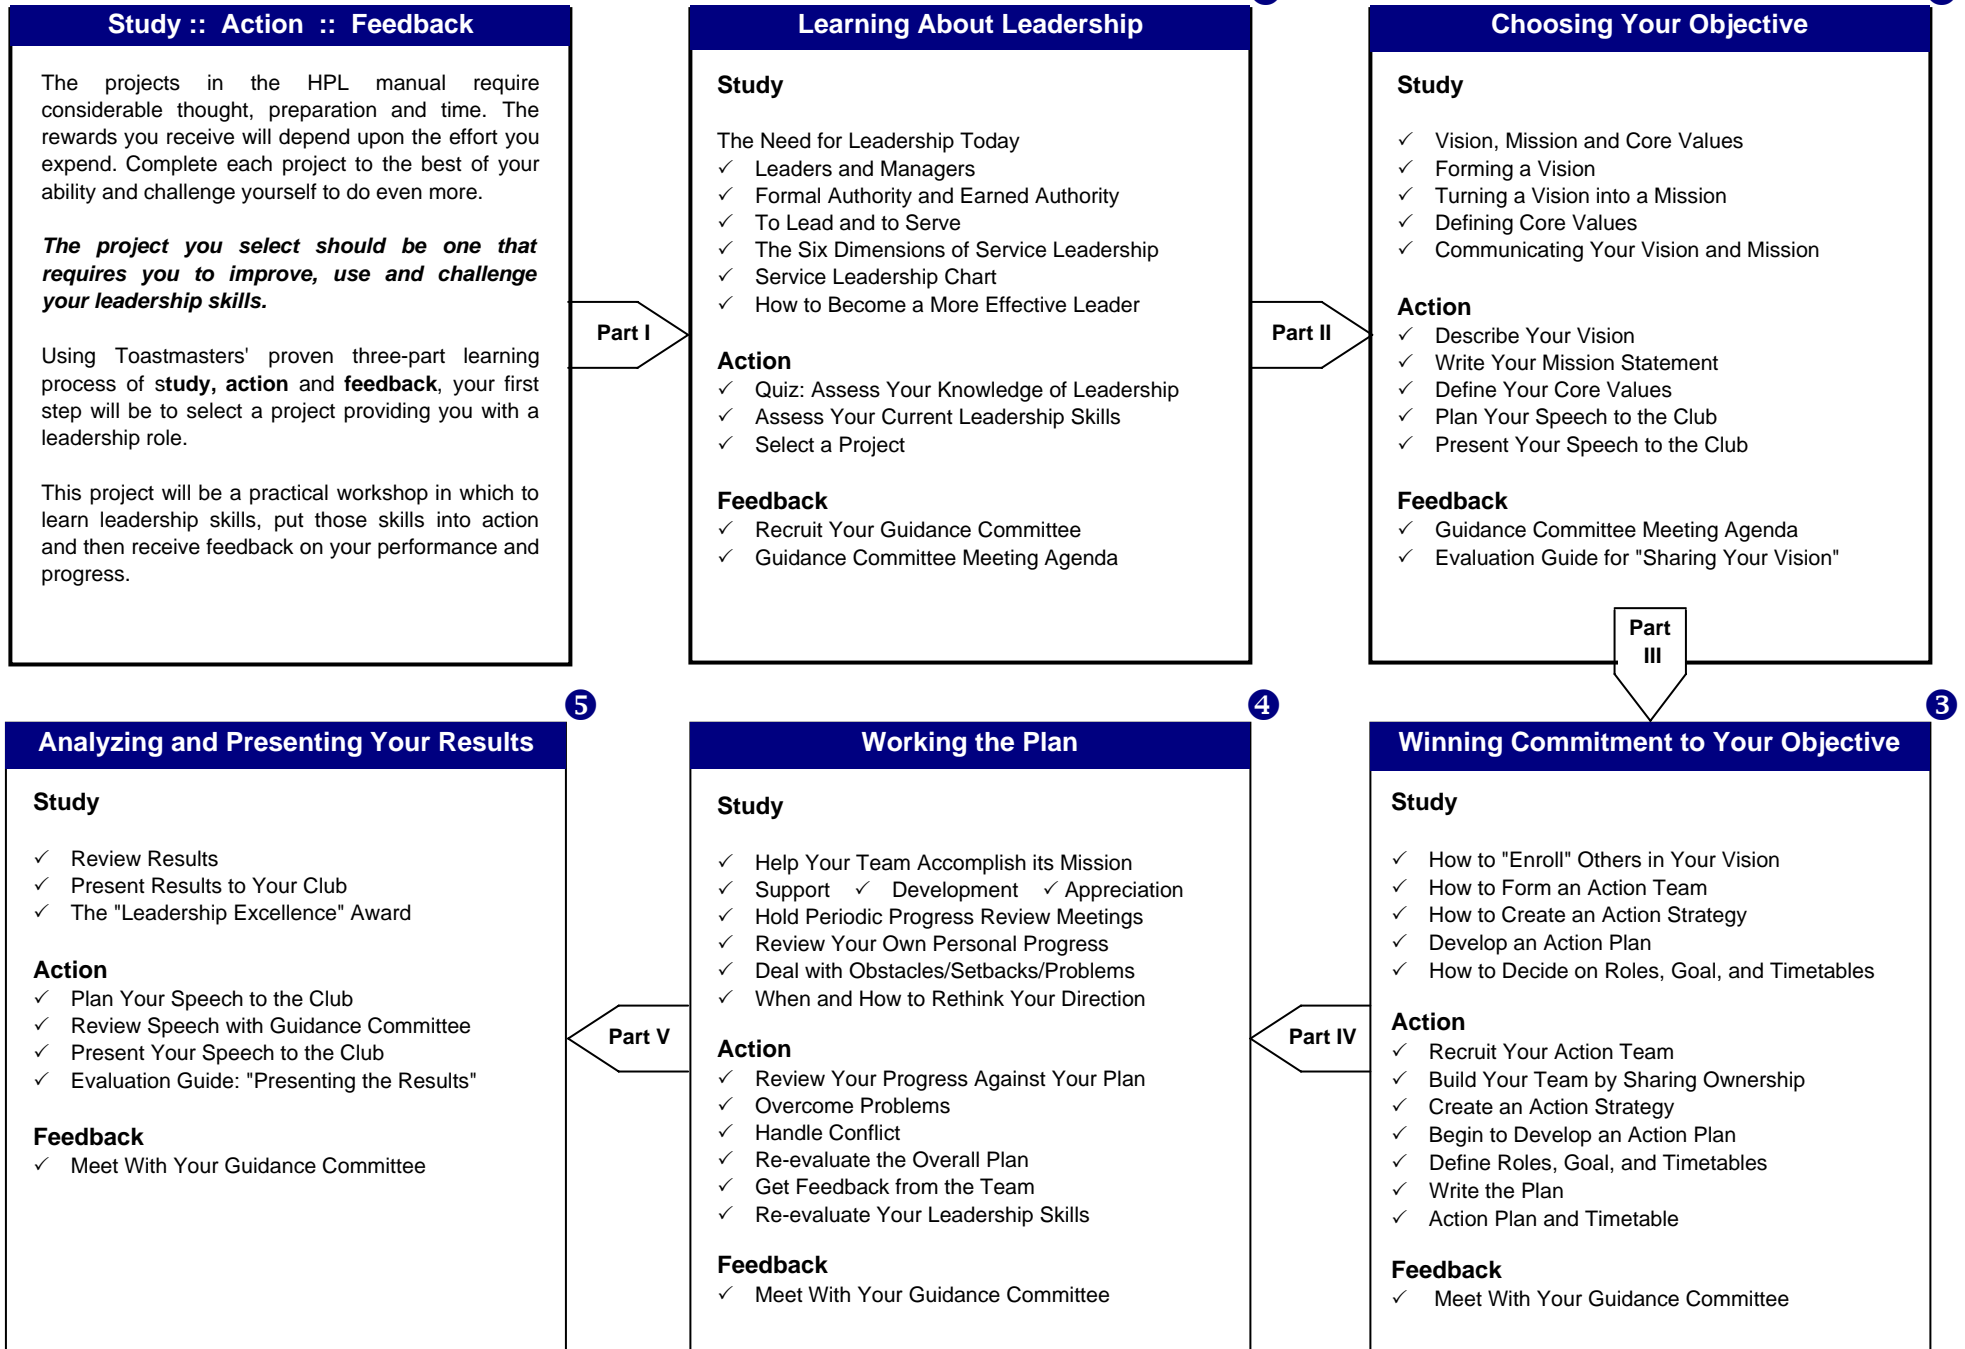 Study :: Action :: Feedback
The projects in the HPL manual require
considerable thought, preparation and time. The
rewards you receive will depend upon the effort you
expend. Complete each project to the best of your
ability and challenge yourself to do even more.
The project you select should be one that
requires you to improve, use and challenge
your leadership skills.
Using Toastmasters' proven three-part learning
process of study, action and feedback, your first
step will be to select a project providing you with a
leadership role.
This project will be a practical workshop in which to
learn leadership skills, put those skills into action
and then receive feedback on your performance and
progress.
Part I
Learning About Leadership
Study
The Need for Leadership Today
✓ Leaders and Managers
✓ Formal Authority and Earned Authority
✓ To Lead and to Serve
✓ The Six Dimensions of Service Leadership
✓ Service Leadership Chart
✓ How to Become a More Effective Leader
Action
✓ Quiz: Assess Your Knowledge of Leadership
✓ Assess Your Current Leadership Skills
✓ Select a Project
Feedback
✓ Recruit Your Guidance Committee
✓ Guidance Committee Meeting Agenda
Part II
Choosing Your Objective
Study
✓ Vision, Mission and Core Values
✓ Forming a Vision
✓ Turning a Vision into a Mission
✓ Defining Core Values
✓ Communicating Your Vision and Mission
Action
✓ Describe Your Vision
✓ Write Your Mission Statement
✓ Define Your Core Values
✓ Plan Your Speech to the Club
✓ Present Your Speech to the Club
Feedback
✓ Guidance Committee Meeting Agenda
✓ Evaluation Guide for "Sharing Your Vision"
Part
III
❸
Winning Commitment to Your Objective
Study
✓ How to "Enroll" Others in Your Vision
✓ How to Form an Action Team
✓ How to Create an Action Strategy
✓ Develop an Action Plan
✓ How to Decide on Roles, Goal, and Timetables
Action
✓ Recruit Your Action Team
✓ Build Your Team by Sharing Ownership
✓ Create an Action Strategy
✓ Begin to Develop an Action Plan
✓ Define Roles, Goal, and Timetables
✓ Write the Plan
✓ Action Plan and Timetable
Feedback
✓ Meet With Your Guidance Committee
Part IV
❹
Working the Plan
Study
✓ Help Your Team Accomplish its Mission
✓ Support ✓ Development ✓ Appreciation
✓ Hold Periodic Progress Review Meetings
✓ Review Your Own Personal Progress
✓ Deal with Obstacles/Setbacks/Problems
✓ When and How to Rethink Your Direction
Action
✓ Review Your Progress Against Your Plan
✓ Overcome Problems
✓ Handle Conflict
✓ Re-evaluate the Overall Plan
✓ Get Feedback from the Team
✓ Re-evaluate Your Leadership Skills
Feedback
✓ Meet With Your Guidance Committee
Part V
❺
Analyzing and Presenting Your Results
Study
✓ Review Results
✓ Present Results to Your Club
✓ The "Leadership Excellence" Award
Action
✓ Plan Your Speech to the Club
✓ Review Speech with Guidance Committee
✓ Present Your Speech to the Club
✓ Evaluation Guide: "Presenting the Results"
Feedback
✓ Meet With Your Guidance Committee